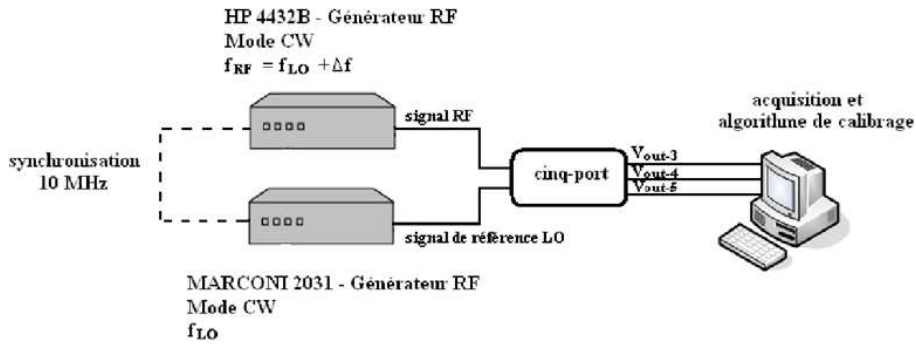 HP 4432B - Générateur RF
Mode CW
fRF = fLO + Δf
signal RF
acquisition et
algorithme de calibrage
synchronisation
10 MHz
cinq-port
Vout-3
Vout-4
Vout-5
signal de référence LO
MARCONI 2031 - Générateur RF
Mode CW
fLO